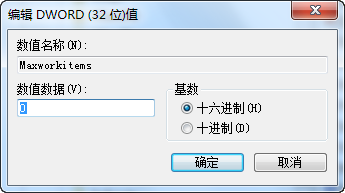 编辑 DWORD (32 位)值
数值名称(N):
Maxworkitems
数值数据(V):
0
基数
十六进制(H)
十进制(D)
确定
取消